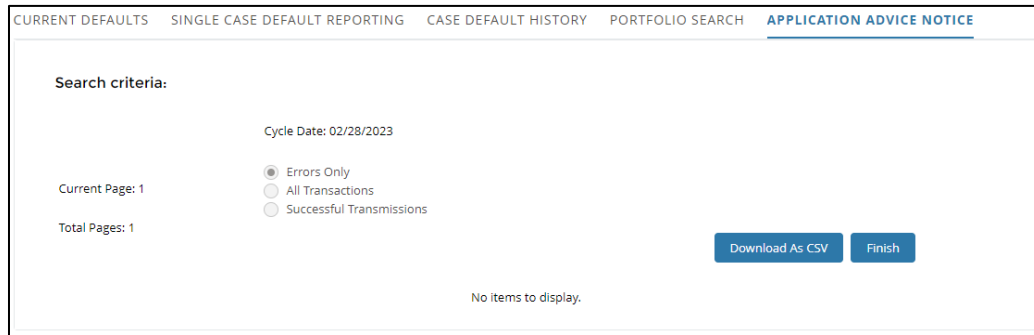 CURRENT DEFAULTS SINGLE CASE DEFAULT REPORTING CASE DEFAULT HISTORY PORTFOLIO SEARCH APPLICATION ADVICE NOTICE
Search criteria:
Cycle Date: 02/28/2023
Errors Only
Current Page: 1
All Transactions
Successful Transmissions
Total Pages: 1
Download As CSV Finish
No items to display.